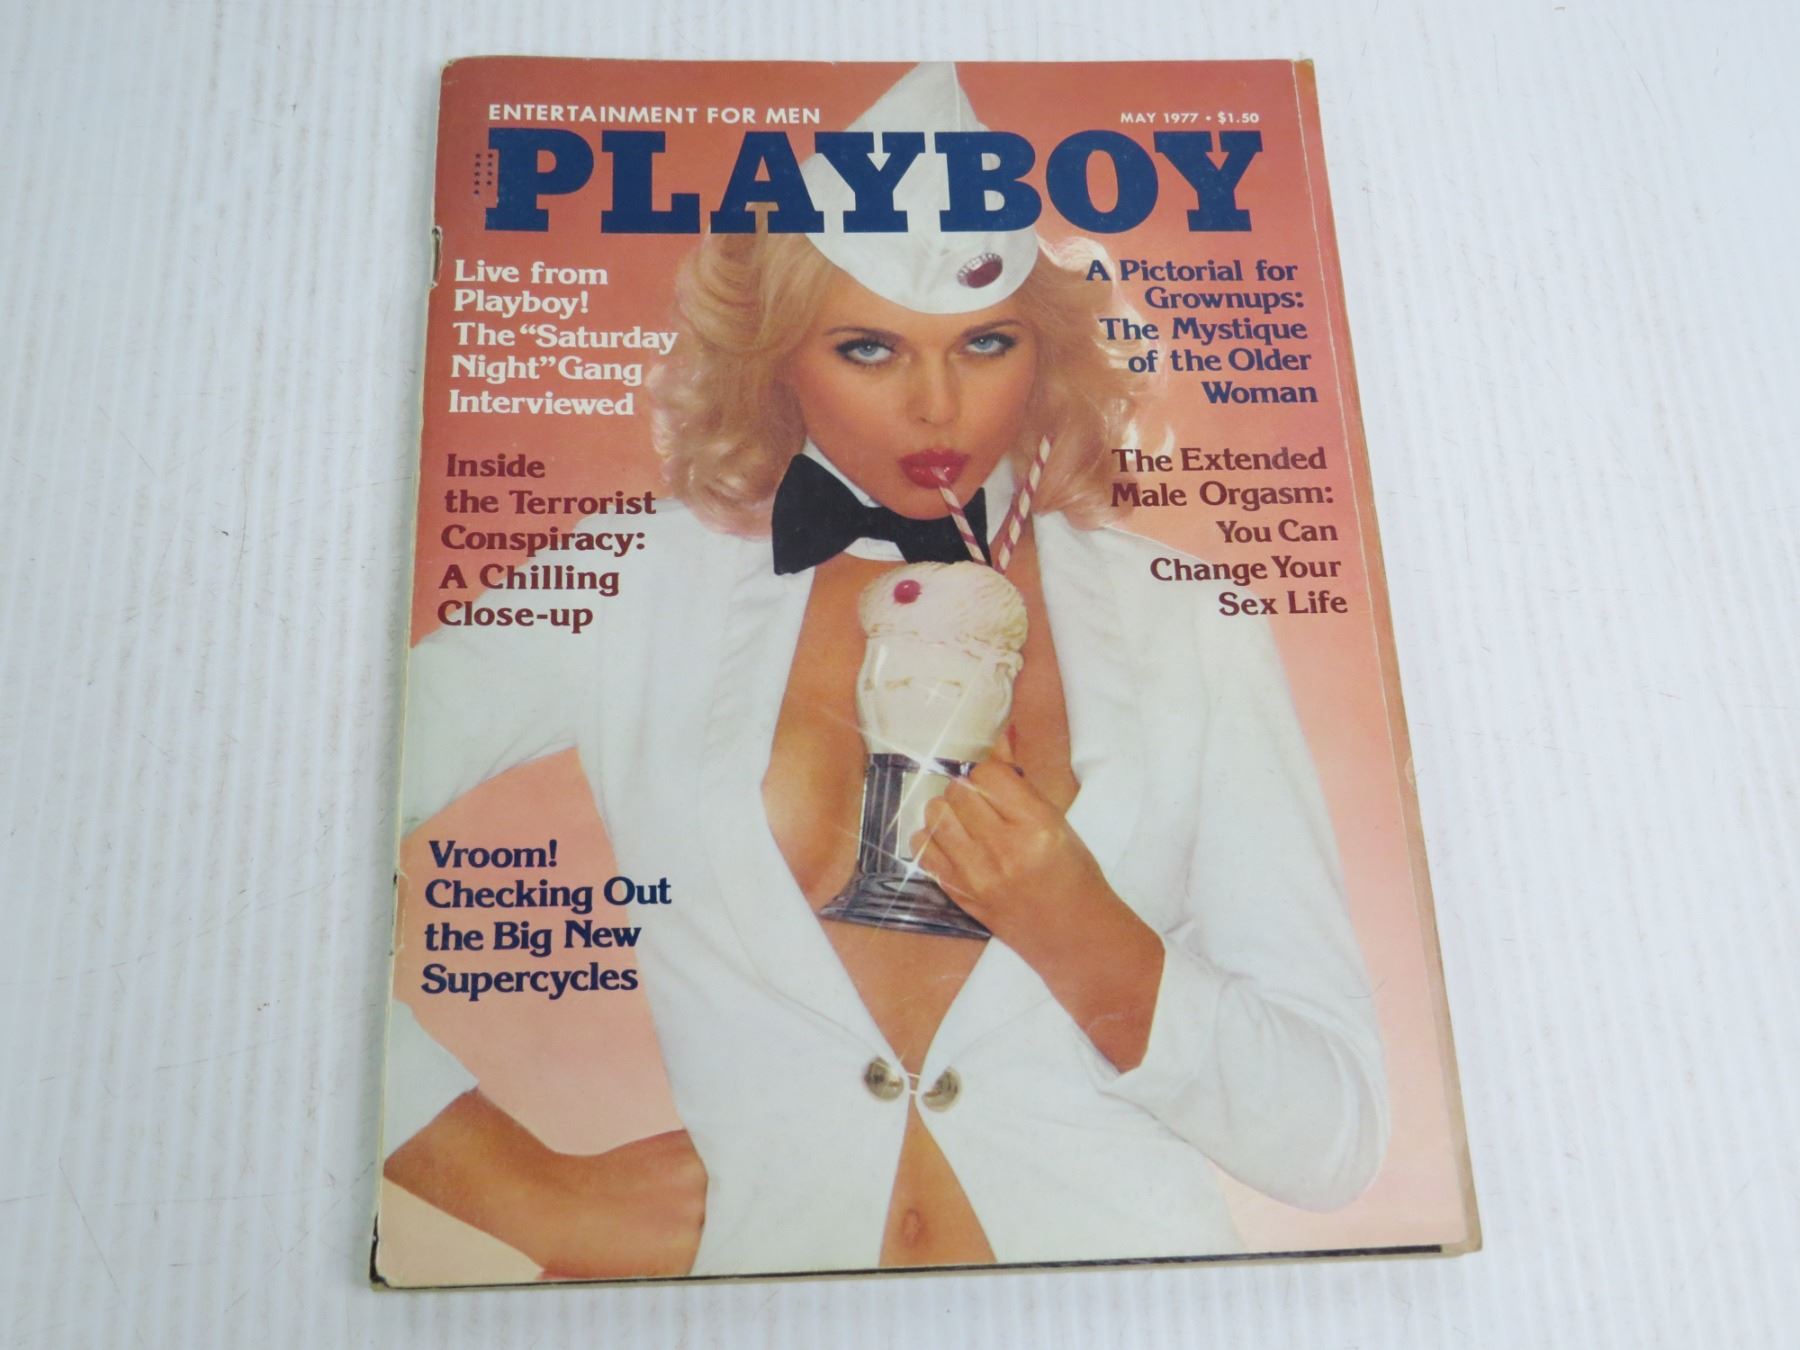 ENTERTAINMENT FOR MEN
MAY 1977 • $1.50
PLAYBOY
Live from
Playboy!
The “Saturday
Night” Gang
Interviewed
Inside
the Terrorist
Conspiracy:
A Chilling
Close-up
Vroom!
Checking Out
the Big New
Supercycles
A Pictorial for
Grownups:
The Mystique
of the Older
Woman
The Extended
Male Orgasm:
You Can
Change Your
Sex Life